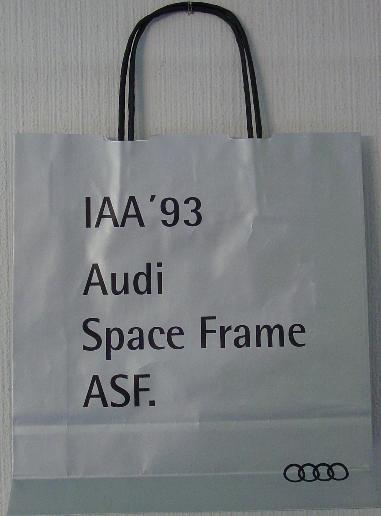 IAA '93
Audi
Space Frame
ASF.